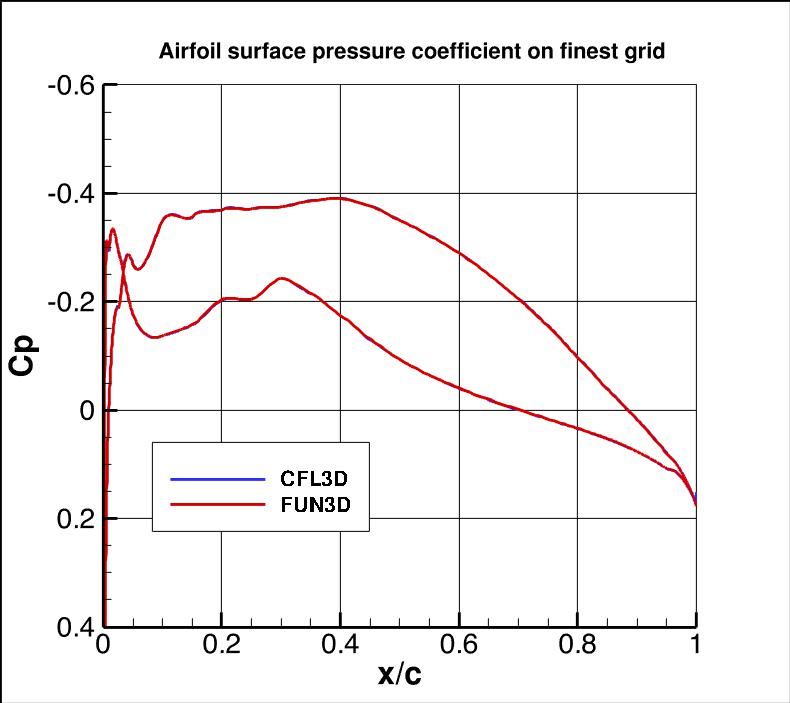 Airfoil surface pressure coefficient on finest grid
-0.6
-0.4
-0.2
0
0.2
0.4
Cp
CFL3D
FUN3D
0 0.2 0.4 0.6 0.8 1
x/c